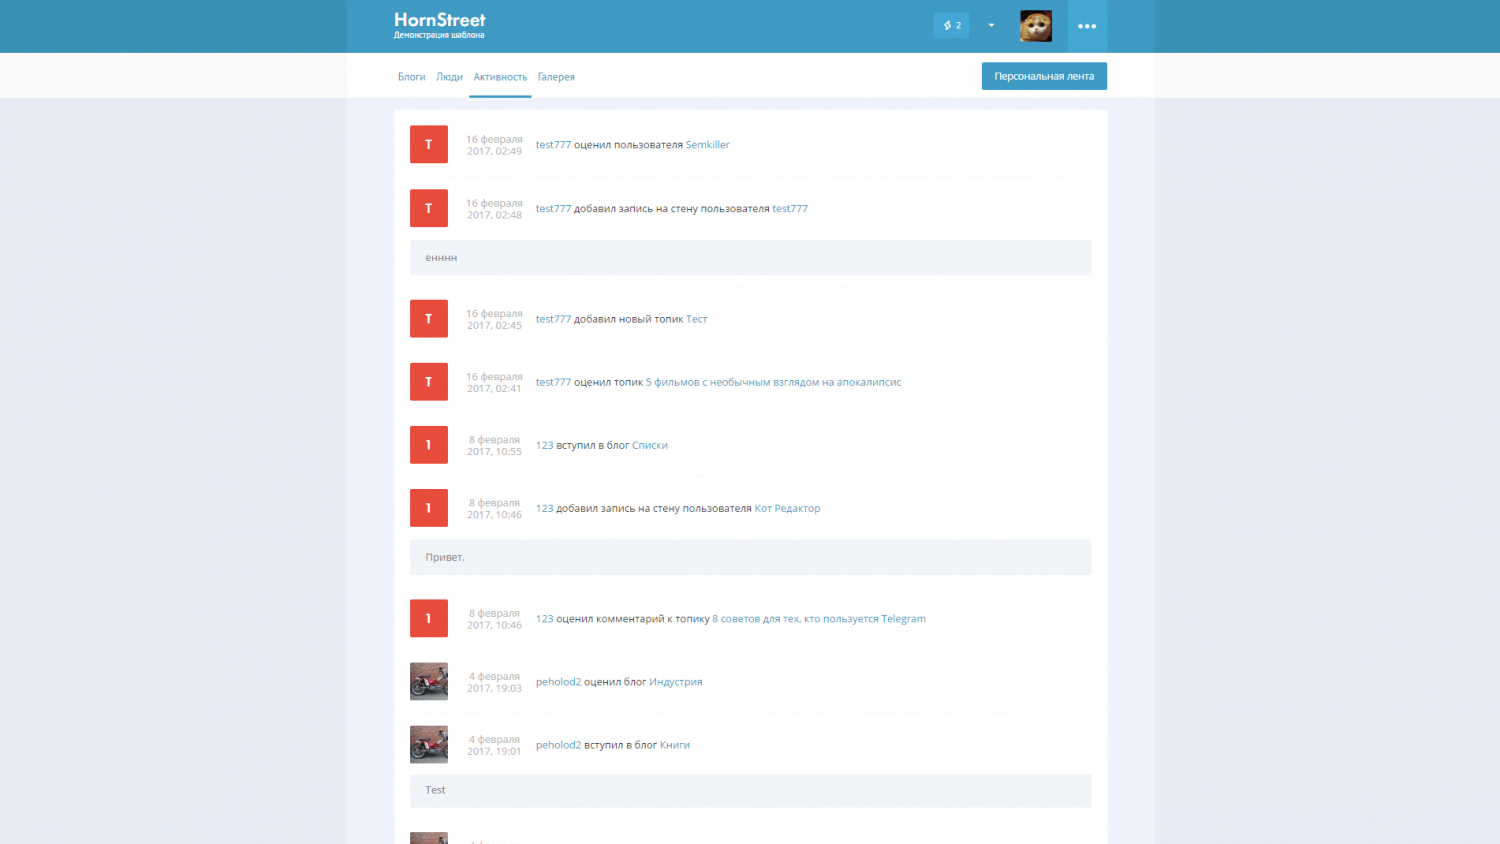 HornStreet
Демонстрация шаблона
2
Блоги Люди Активность Галерея
Персональная лента
T
16 февраля
2017, 02:49
test777 оценил пользователя Semkiller
T
16 февраля
2017, 02:48
test777 добавил запись на стену пользователя test777
енннн
T
16 февраля
2017, 02:45
test777 добавил новый топик Тест
T
16 февраля
2017, 02:41
test777 оценил топик 5 фильмов с необычным взглядом на апокалипсис
1
8 февраля
2017, 10:55
123 вступил в блог Списки
1
8 февраля
2017, 10:46
123 добавил запись на стену пользователя Кот Редактор
Привет.
1
8 февраля
2017, 10:46
123 оценил комментарий к топику 8 советов для тех, кто пользуется Telegram
4 февраля
2017, 19:03
peholod2 оценил блог Индустрия
4 февраля
2017, 19:01
peholod2 вступил в блог Книги
Test